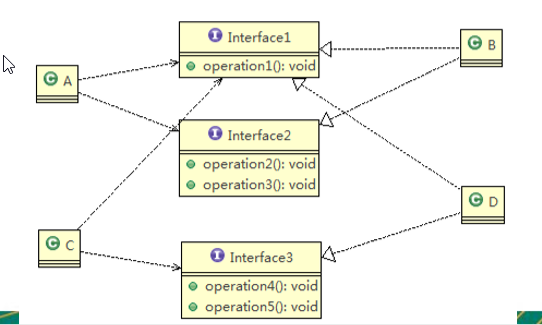 I Interface1
operation1(): void
C A
C B
I Interface2
operation2(): void
operation3(): void
C C
C D
I Interface3
operation4(): void
operation5(): void